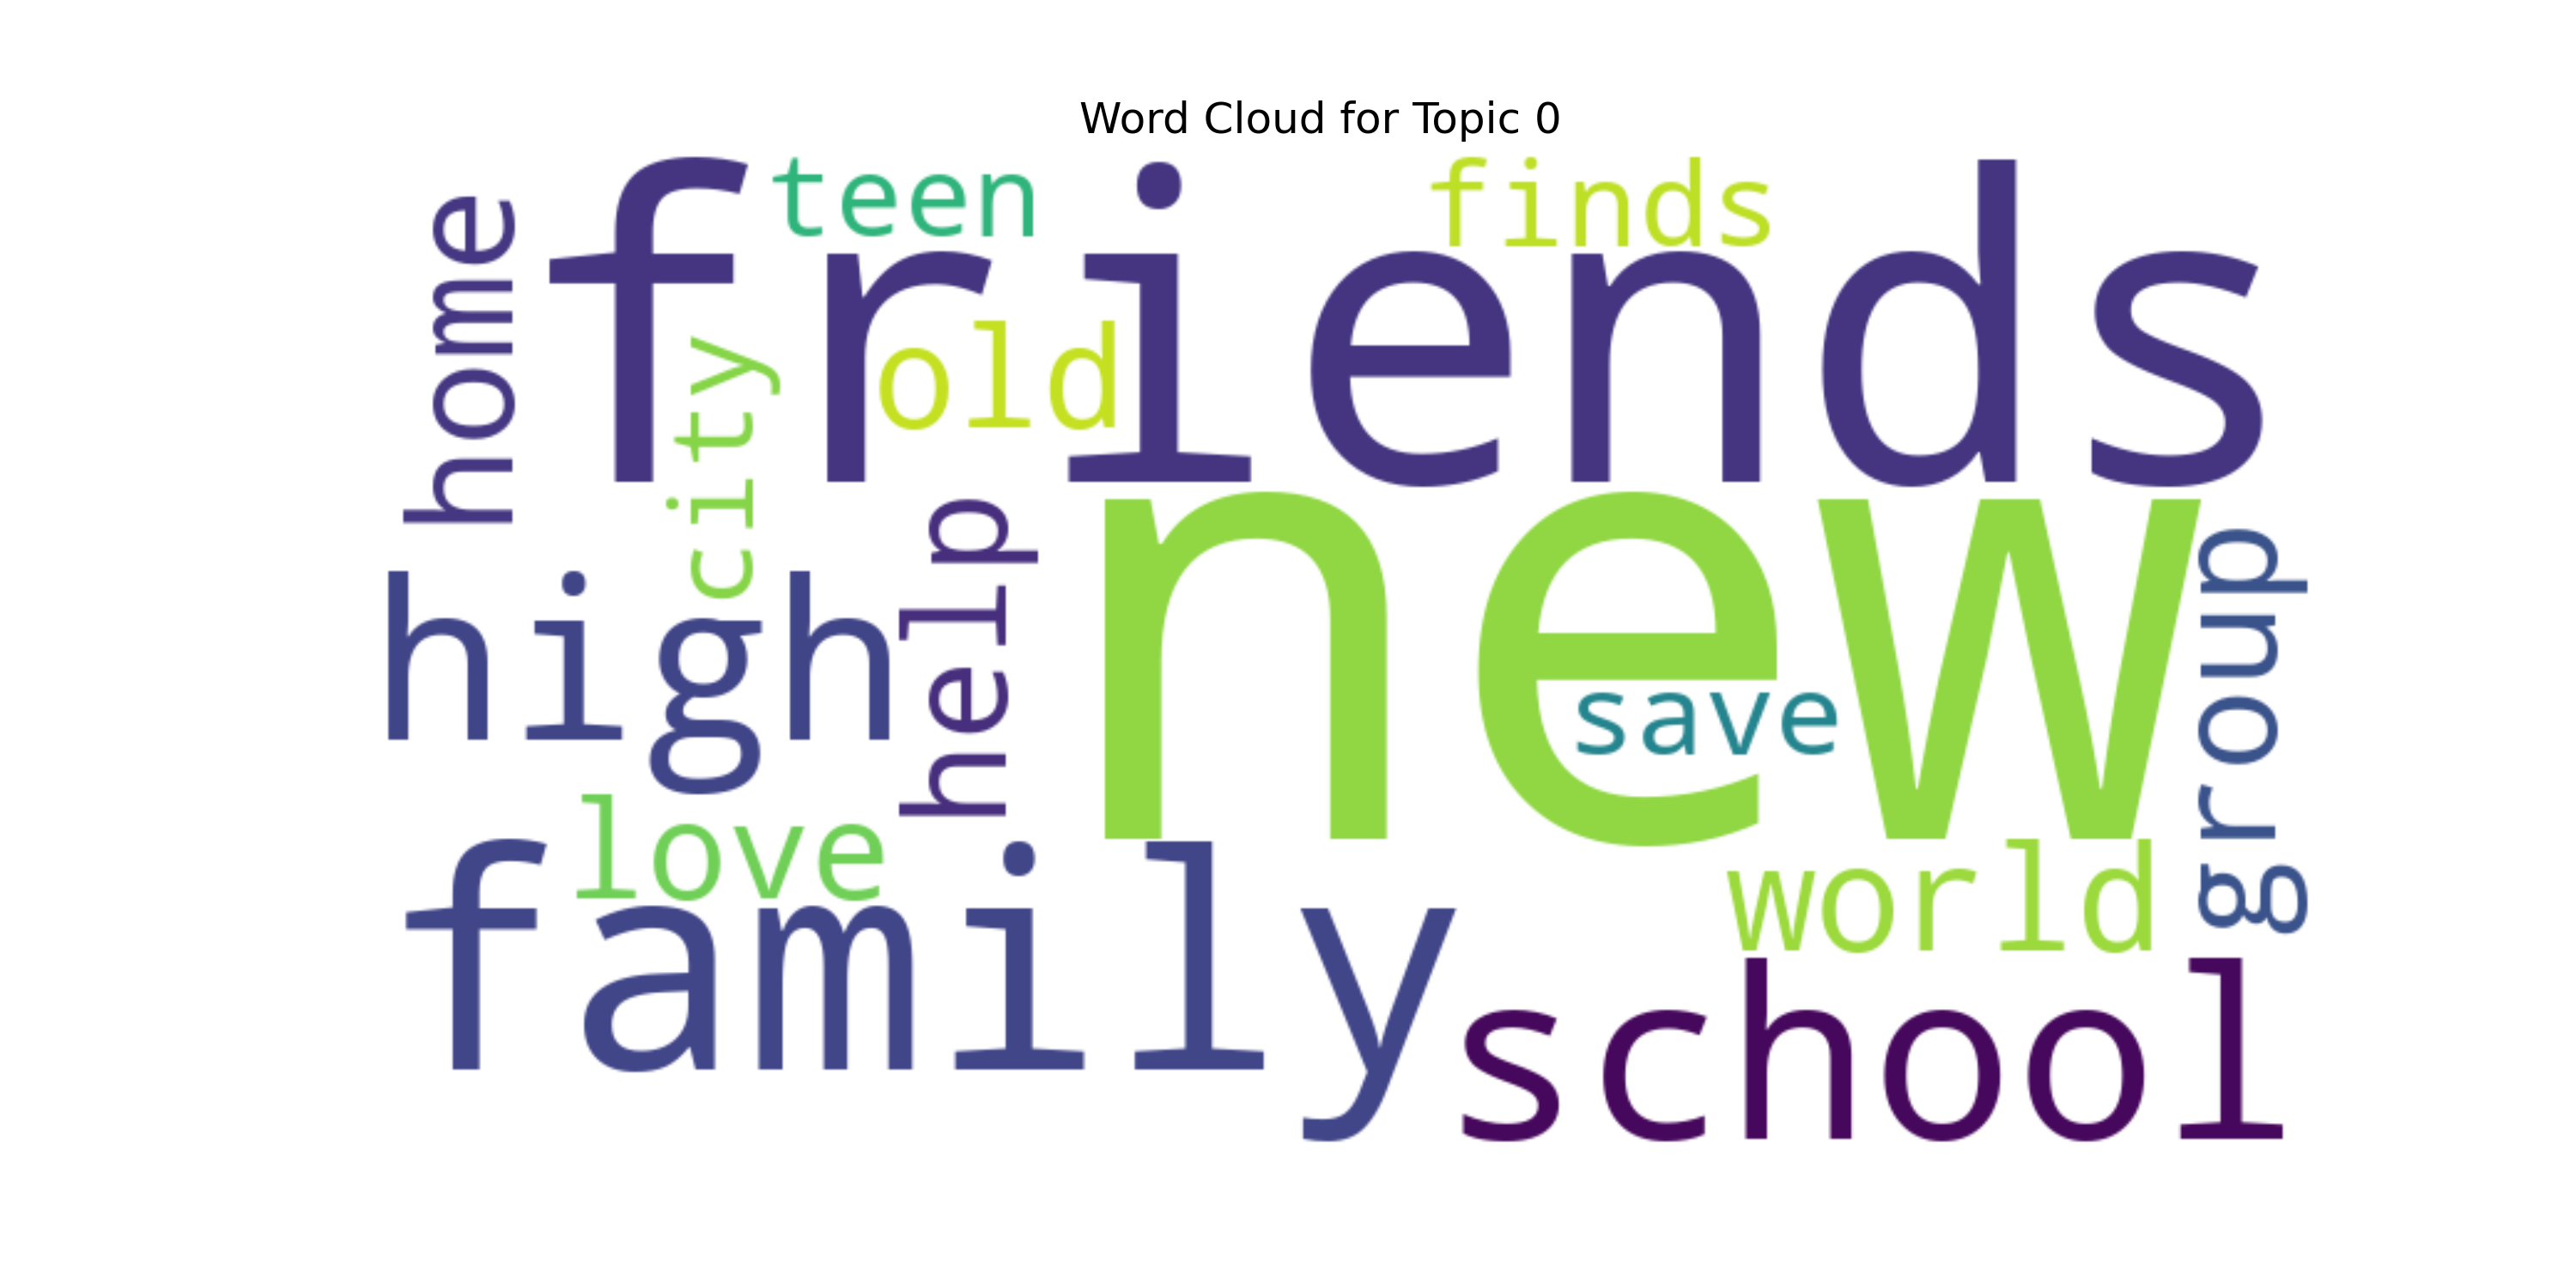 Word Cloud for Topic 0
teen
finds
home
friends
old
city
help
new
high
group
save
love
world
family
school